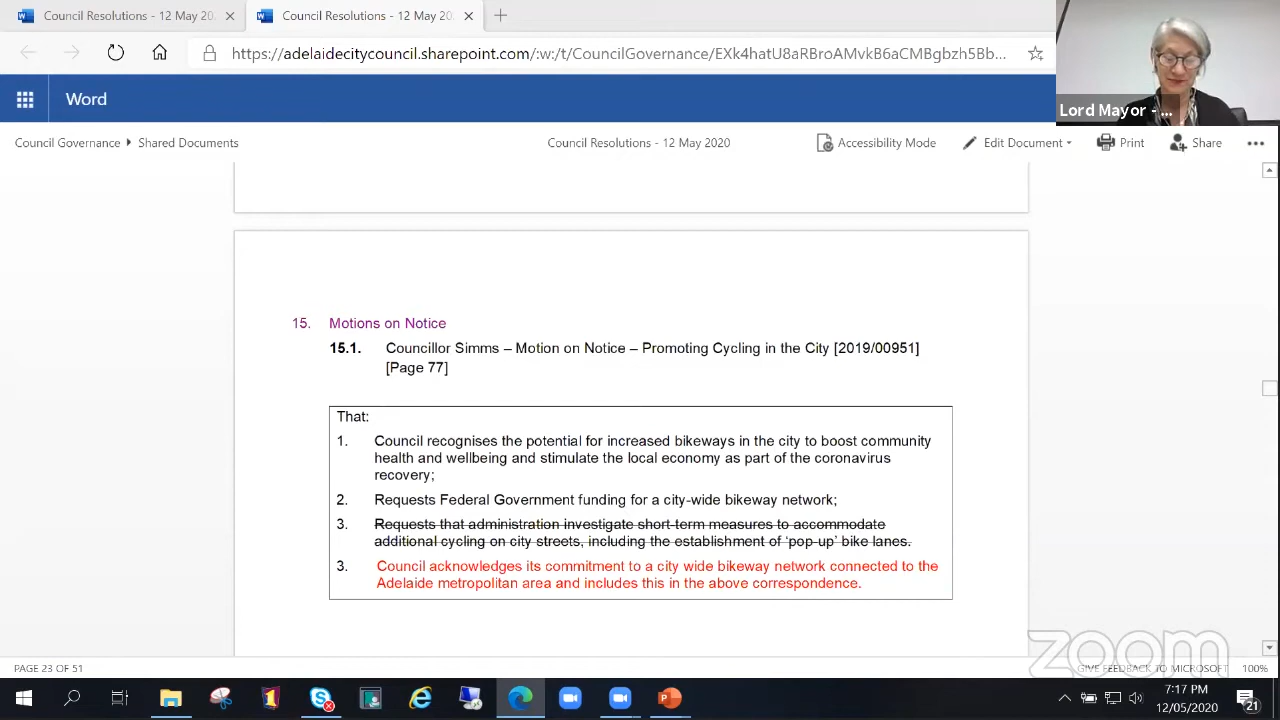 Council Resolutions - 12 May 20.
Council Resolutions - 12 May 20.
https://adelaidecitycouncil.sharepoint.com/:w:/t/CouncilGovernance/EXk4hatU8aRBroAMvkB6aCMBgbzh5Bb...
Lord Mayor - ...
Word
Council Governance Shared Documents
Council Resolutions - 12 May 2020
Accessibility Mode
Edit Document
Print
Share
15. Motions on Notice
15.1. Councillor Simms – Motion on Notice – Promoting Cycling in the City [2019/00951]
[Page 77]
That:
1. Council recognises the potential for increased bikeways in the city to boost community
health and wellbeing and stimulate the local economy as part of the coronavirus
recovery;
2. Requests Federal Government funding for a city-wide bikeway network;
3. Requests that administration investigate short-term measures to accommodate
additional cycling on city streets, including the establishment of ‘pop-up’ bike lanes.
3. Council acknowledges its commitment to a city wide bikeway network connected to the
Adelaide metropolitan area and includes this in the above correspondence.
zoom
PAGE 23 OF 51
GIVE FEEDBACK TO MICROSOFT
100%
7:17 PM
12/05/2020
21